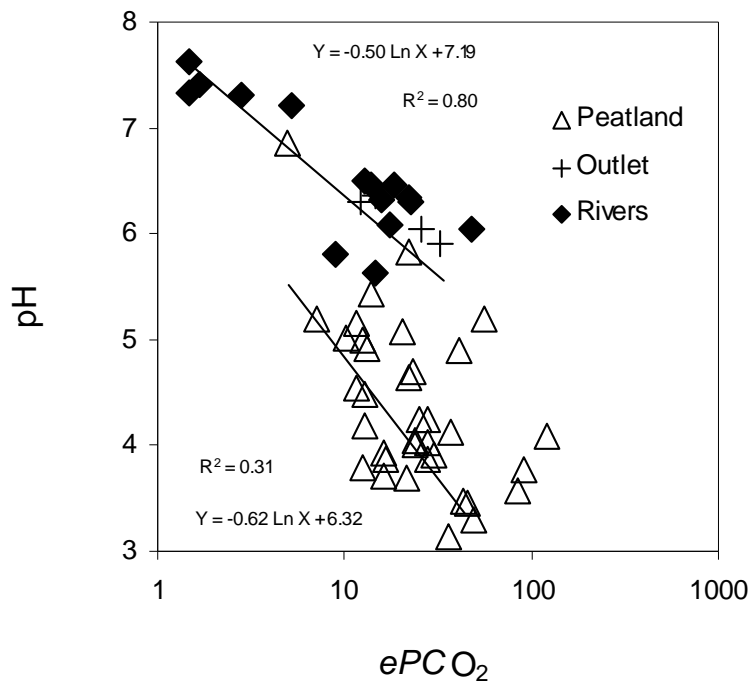 8
Y = -0.50 Ln X + 7.19
R² = 0.80
7
Peatland
Outlet
Rivers
6
pH
5
4
R² = 0.31
Y = -0.62 Ln X + 6.32
3
1 10 100 1000
ePCO₂